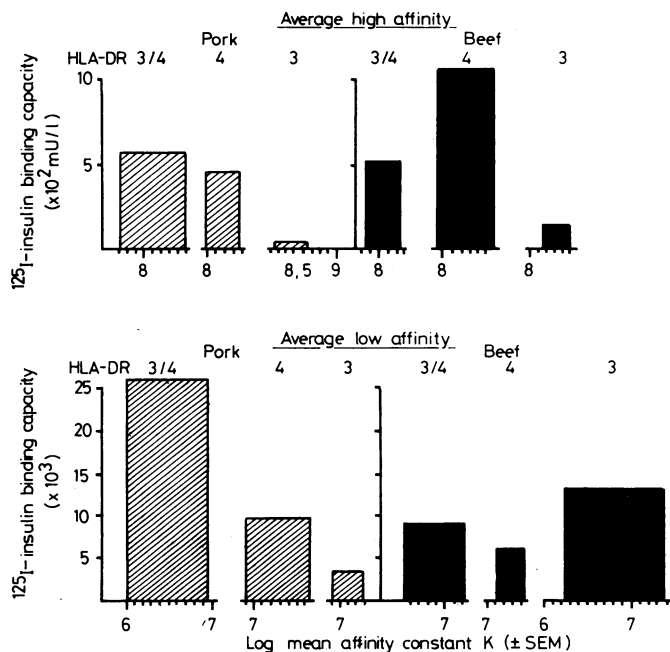 Average high affinity
Pork Beef
HLA-DR 3/4 4 3 3/4 4 3
10
5
125I-insulin binding capacity
(x10² mU/l)
8 8 8,5 9 8 8 8
Average low affinity
Pork Beef
HLA-DR 3/4 4 3 3/4 4 3
25
20
15
10
5
125I-insulin binding capacity
(x 10³)
6 7 7 7 7 7 6 7
Log mean affinity constant K (± SEM)